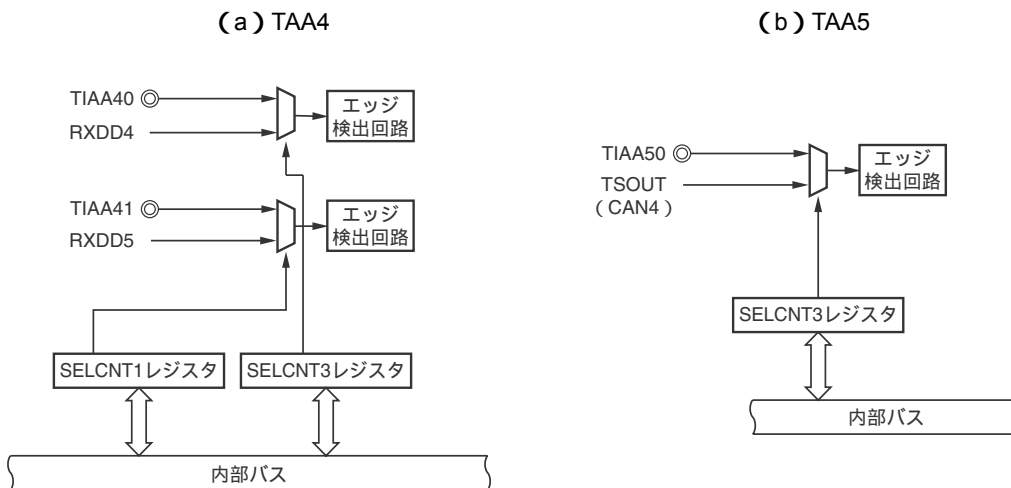 (a)TAA4
TIAA40
RXDD4
エッジ
検出回路
TIAA41
RXDD5
エッジ
検出回路
SELCNT1レジスタ
SELCNT3レジスタ
内部バス
(b)TAA5
TIAA50
TSOUT
(CAN4)
エッジ
検出回路
SELCNT3レジスタ
内部バス